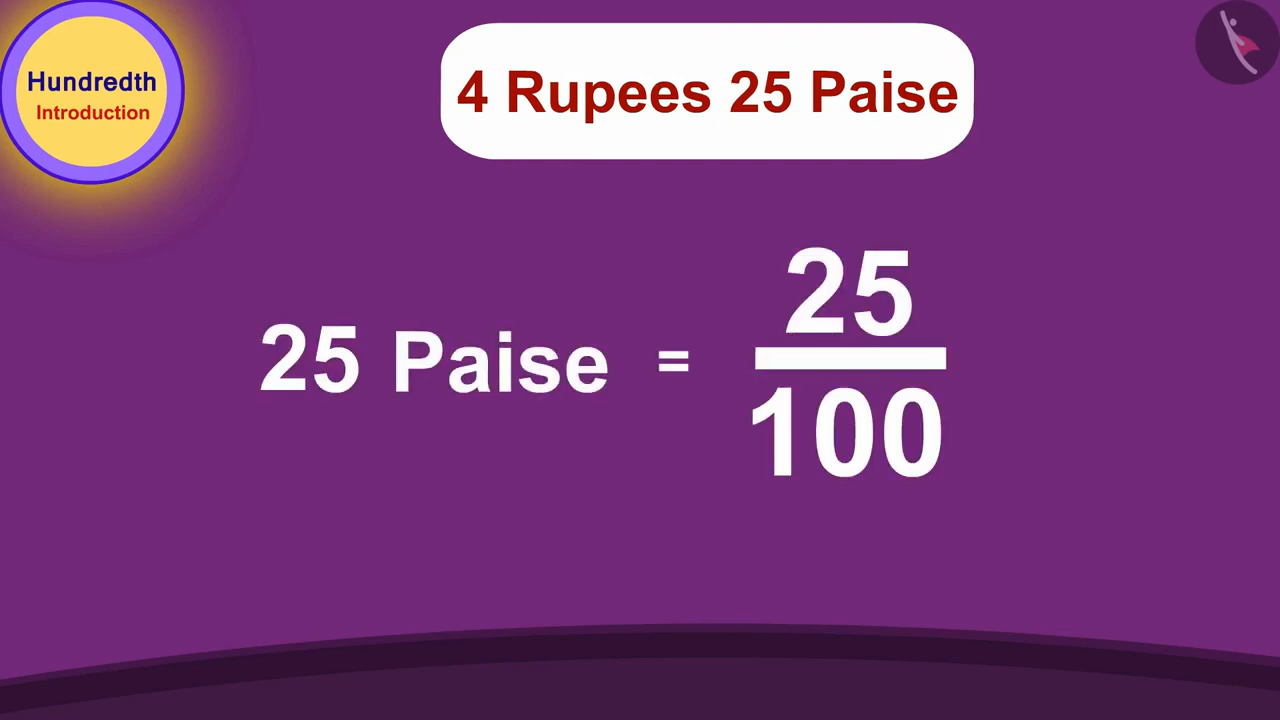 Hundredth
Introduction
4 Rupees 25 Paise
25 Paise = 25
100